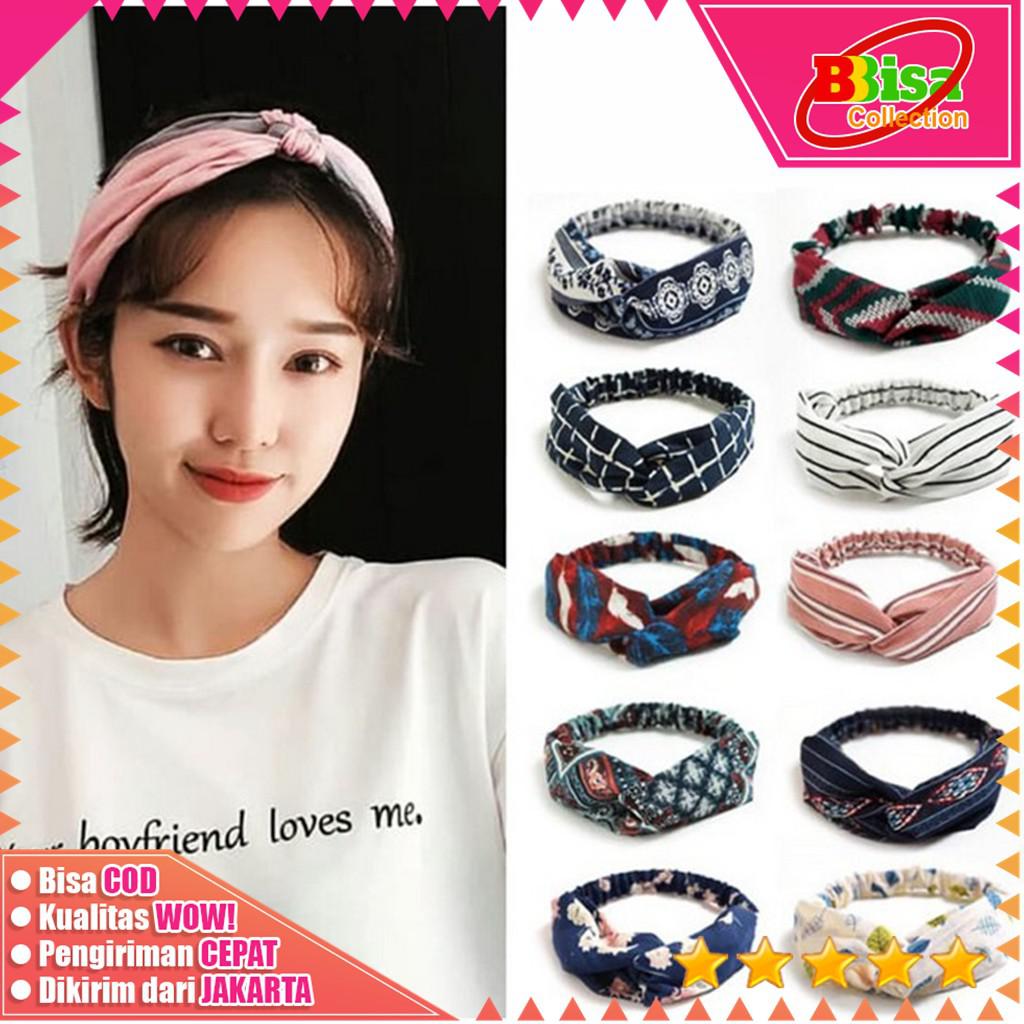 BBisa
Collection
boyfriend loves me.
Bisa COD
Kualitas WOW!
Pengiriman CEPAT
Dikirim dari JAKARTA